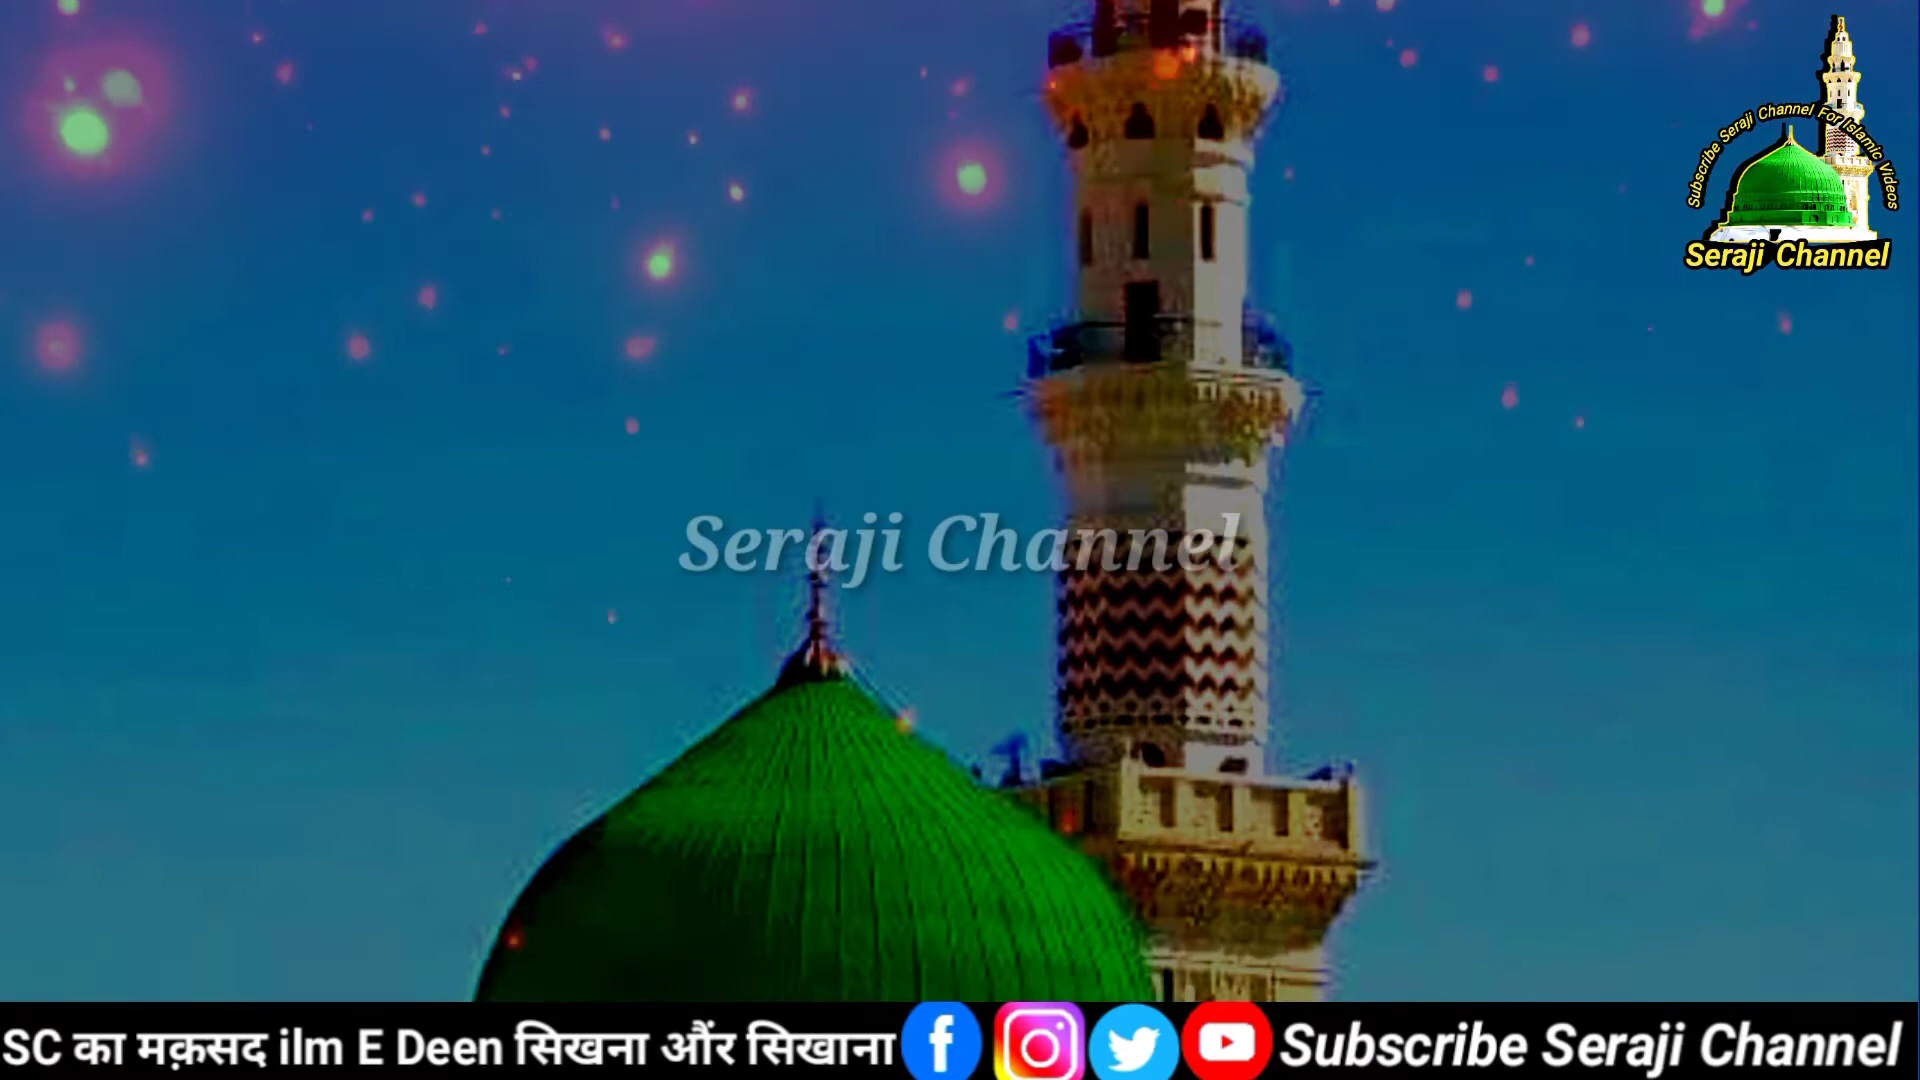 Subscribe Seraji Channel For Islamic Videos
Seraji Channel
Seraji Channel
SC का मक़सद ilm E Deen सिखना औंर सिखाना Subscribe Seraji Channel